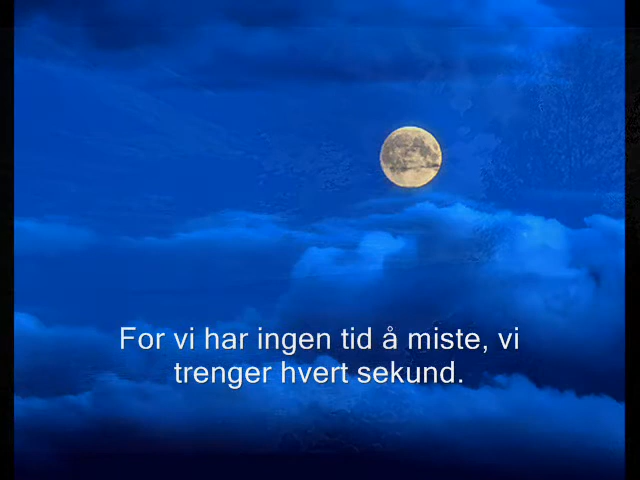 For vi har ingen tid å miste, vi
trenger hvert sekund.